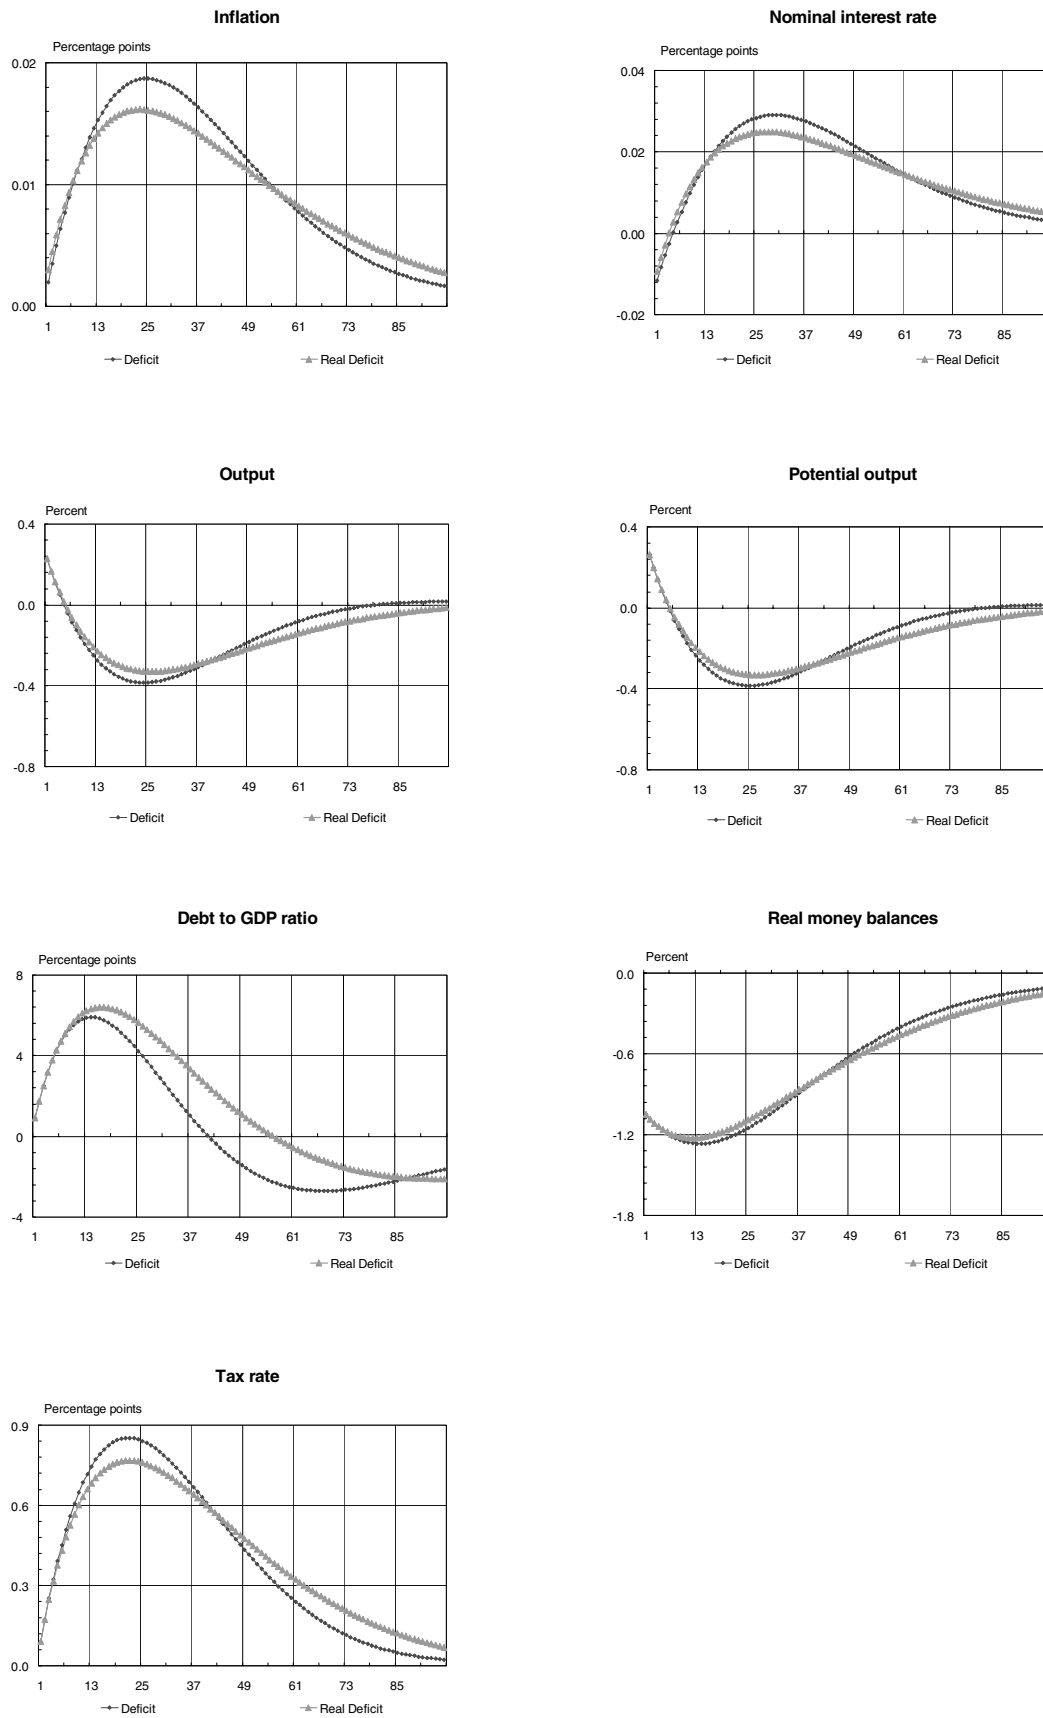 Inflation
Percentage points
0.02
0.01
0.00
1 13 25 37 49 61 73 85
Deficit Real Deficit
Nominal interest rate
Percentage points
0.04
0.02
0.00
-0.02
1 13 25 37 49 61 73 85
Deficit Real Deficit
Output
Percent
0.4
0.0
-0.4
-0.8
1 13 25 37 49 61 73 85
Deficit Real Deficit
Potential output
Percent
0.4
0.0
-0.4
-0.8
1 13 25 37 49 61 73 85
Deficit Real Deficit
Debt to GDP ratio
Percentage points
8
4
0
-4
1 13 25 37 49 61 73 85
Deficit Real Deficit
Real money balances
Percent
0.0
-0.6
-1.2
-1.8
1 13 25 37 49 61 73 85
Deficit Real Deficit
Tax rate
Percentage points
0.9
0.6
0.3
0.0
1 13 25 37 49 61 73 85
Deficit Real Deficit